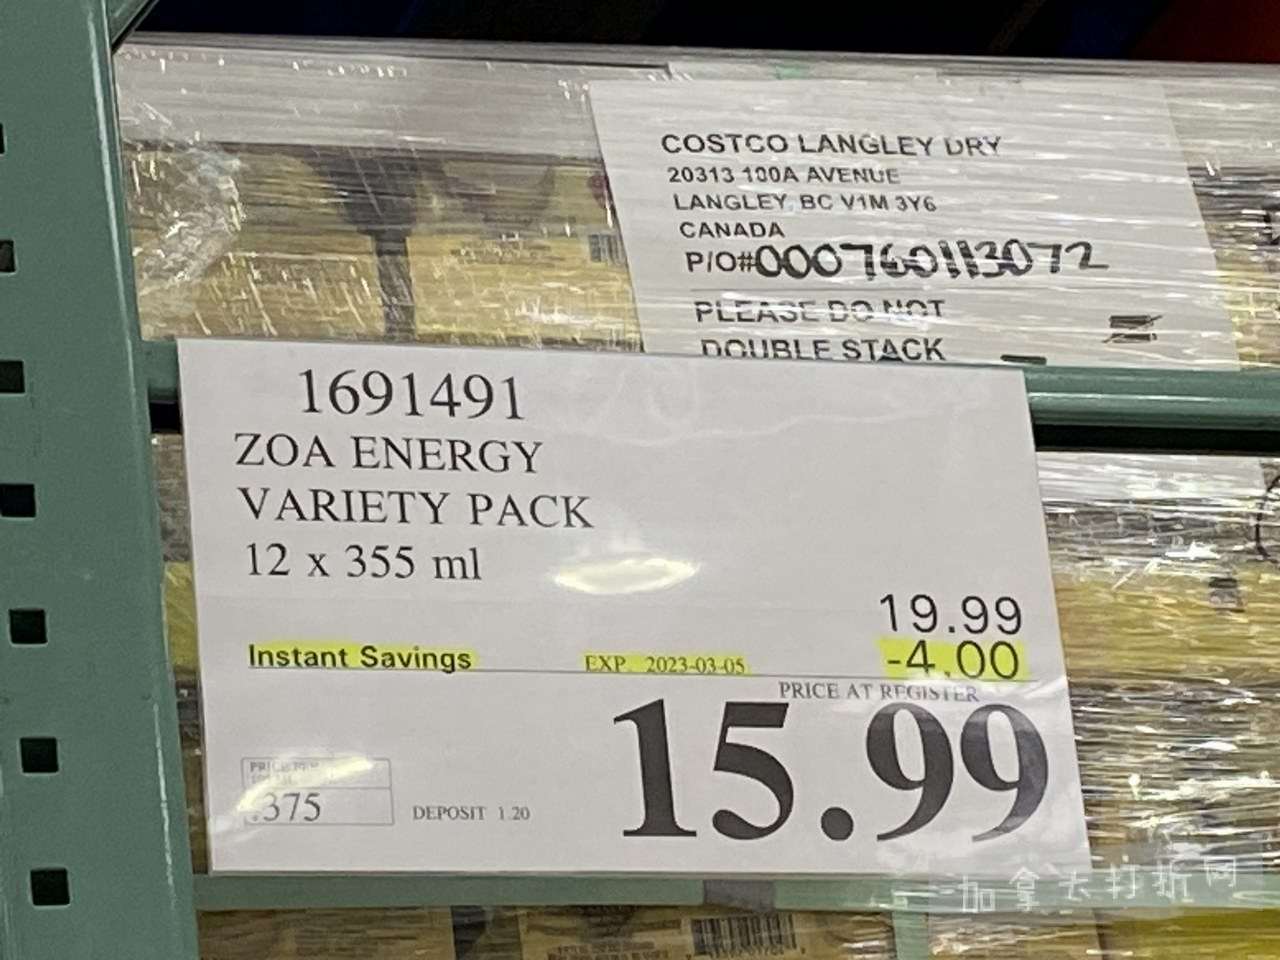 COSTCO LANGLEY DRY
20313 100A AVENUE
LANGLEY, BC V1M 3Y6
CANADA
P/O#000760113072
PLEASE DO NOT
DOUBLE STACK
1691491
ZOA ENERGY
VARIETY PACK
12 x 355 ml
19.99
Instant Savings EXP. 2023-03-05 -4.00
PRICE AT REGISTER
15.99
PRICE PER
.375
DEPOSIT 1.20
加拿大打折网